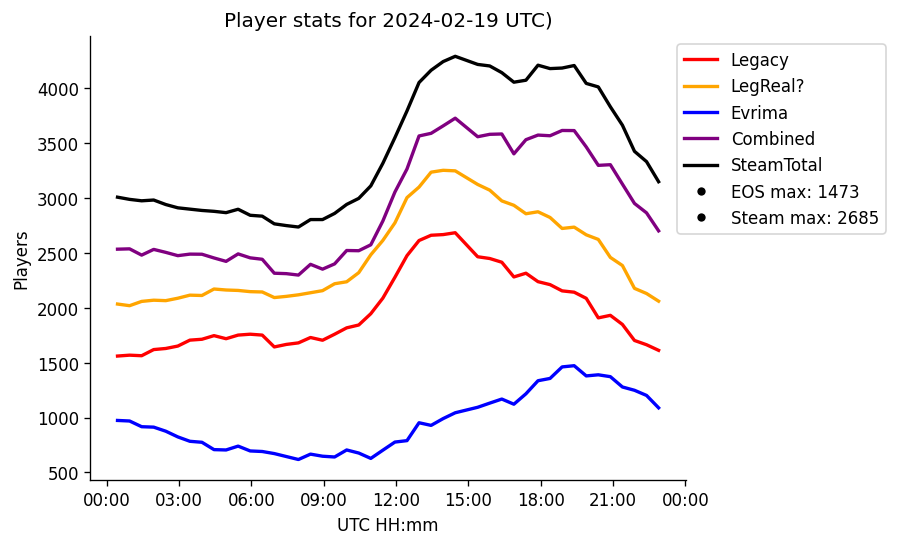 Player stats for 2024-02-19 UTC)
Legacy
LegReal?
Evrima
Combined
SteamTotal
EOS max: 1473
Steam max: 2685
Players
4000
3500
3000
2500
2000
1500
1000
500
00:00 03:00 06:00 09:00 12:00 15:00 18:00 21:00 00:00
UTC HH:mm